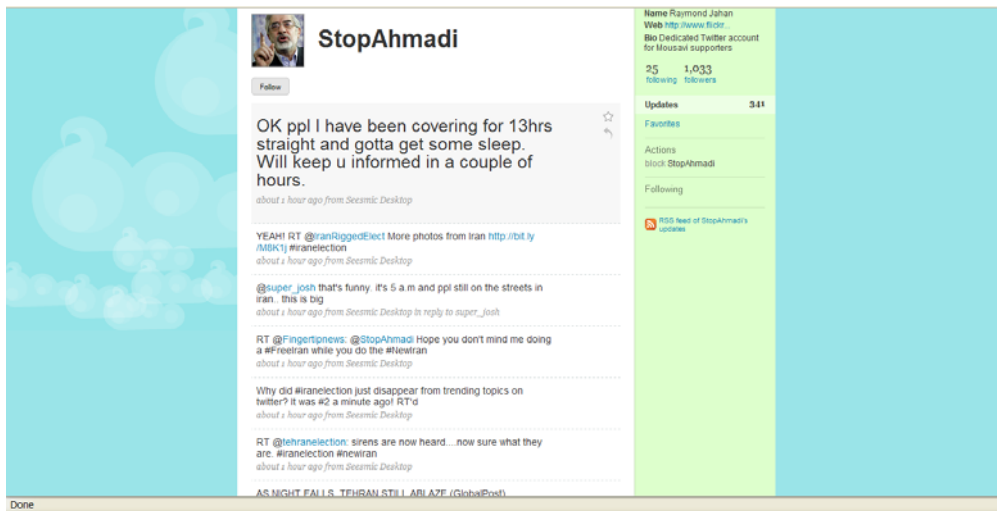 StopAhmadi
Follow
OK ppl I have been covering for 13hrs
straight and gotta get some sleep.
Will keep u informed in a couple of
hours.
about 1 hour ago from Seesmic Desktop
YEAH! RT @IranRiggedElect More photos from Iran http://bit.ly
/M8K1j #iranelection
about 1 hour ago from Seesmic Desktop
@super_josh that's funny. it's 5 a.m and ppl still on the streets in
iran.. this is big
about 1 hour ago from Seesmic Desktop in reply to super_josh
RT @Fingertipnews: @StopAhmadi Hope you don't mind me doing
a #FreeIran while you do the #NewIran
about 1 hour ago from Seesmic Desktop
Why did #iranelection just disappear from trending topics on
twitter? It was #2 a minute ago! RT'd
about 1 hour ago from Seesmic Desktop
RT @tehranelection: sirens are now heard....now sure what they
are. #iranelection #newiran
about 1 hour ago from Seesmic Desktop
AS NIGHT FALLS, TEHRAN STILL ABLAZE (GlobalPost)
Name Raymond Jahan
Web http://www.flickr...
Bio Dedicated Twitter account
for Mousavi supporters
25 1,033
following followers
Updates 341
Favorites
Actions
block StopAhmadi
Following
RSS feed of StopAhmadi's
updates
Done